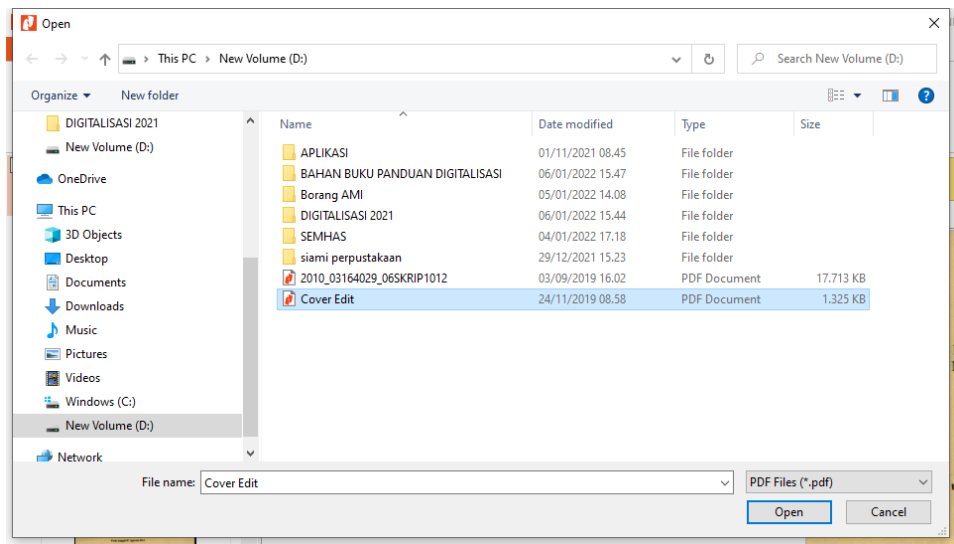 Open
This PC > New Volume (D:)
Search New Volume (D:)
Organize
New folder
DIGITALISASI 2021
New Volume (D:)
OneDrive
This PC
3D Objects
Desktop
Documents
Downloads
Music
Pictures
Videos
Windows (C:)
New Volume (D:)
Network
Name Date modified Type Size
APLIKASI 01/11/2021 08.45 File folder
BAHAN BUKU PANDUAN DIGITALISASI 06/01/2022 15.47 File folder
Borang AMI 05/01/2022 14.08 File folder
DIGITALISASI 2021 06/01/2022 15.44 File folder
SEMHAS 04/01/2022 17.18 File folder
siami perpustakaan 29/12/2021 15.23 File folder
2010_03164029_06SKRIP1012 03/09/2019 16.02 PDF Document 17.713 KB
Cover Edit 24/11/2019 08.58 PDF Document 1.325 KB
File name: Cover Edit
PDF Files (*.pdf)
Open
Cancel